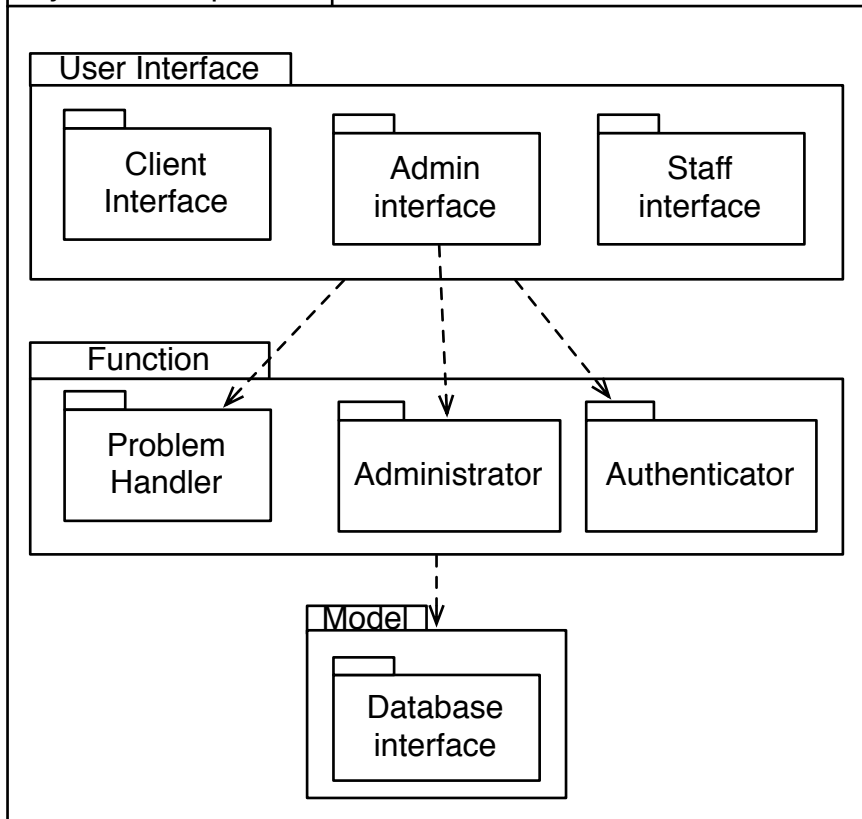 User Interface
Client
Interface
Admin
interface
Staff
interface
Function
Problem
Handler
Administrator
Authenticator
Model
Database
interface